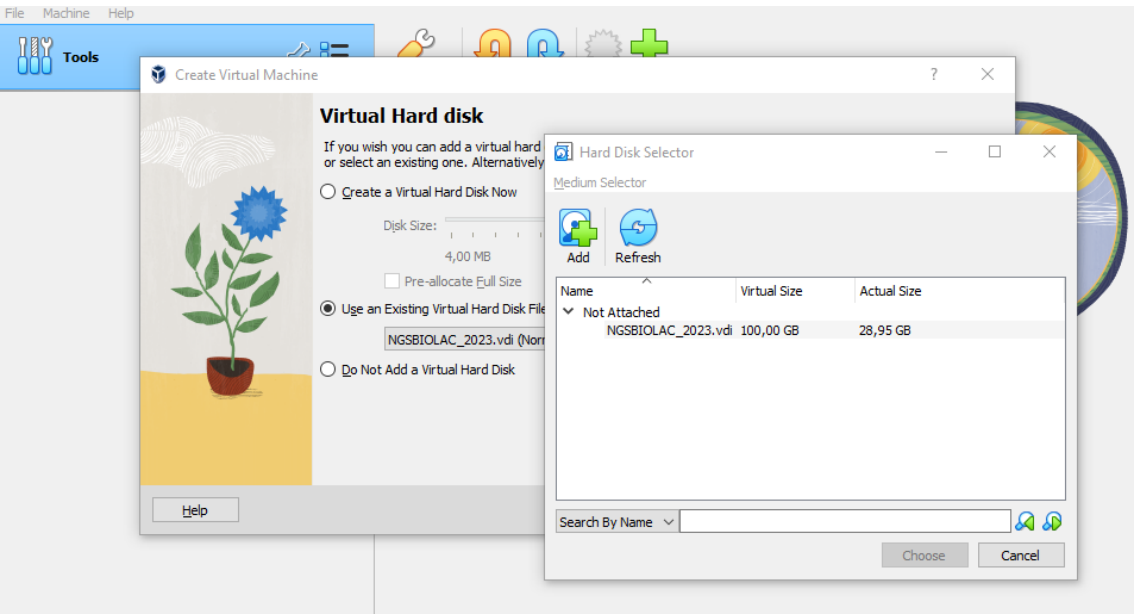 File Machine Help
Tools
Create Virtual Machine
Virtual Hard disk
If you wish you can add a virtual hard
or select an existing one. Alternatively
Create a Virtual Hard Disk Now
Disk Size:
4,00 MB
Pre-allocate Full Size
Use an Existing Virtual Hard Disk File
NGSBIOLAC_2023.vdi (Norr
Do Not Add a Virtual Hard Disk
Help
Hard Disk Selector
Medium Selector
Add Refresh
Name Virtual Size Actual Size
Not Attached
NGSBIOLAC_2023.vdi 100,00 GB 28,95 GB
Search By Name
Choose Cancel